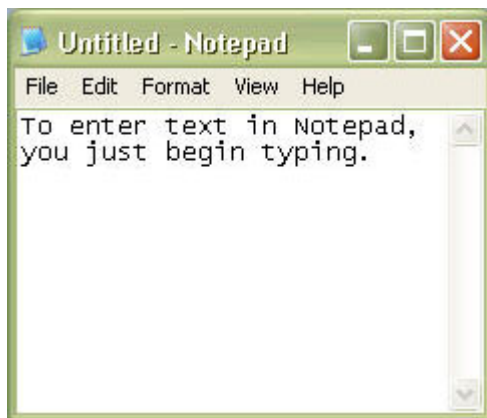 Untitled - Notepad
File Edit Format View Help
To enter text in Notepad,
you just begin typing.